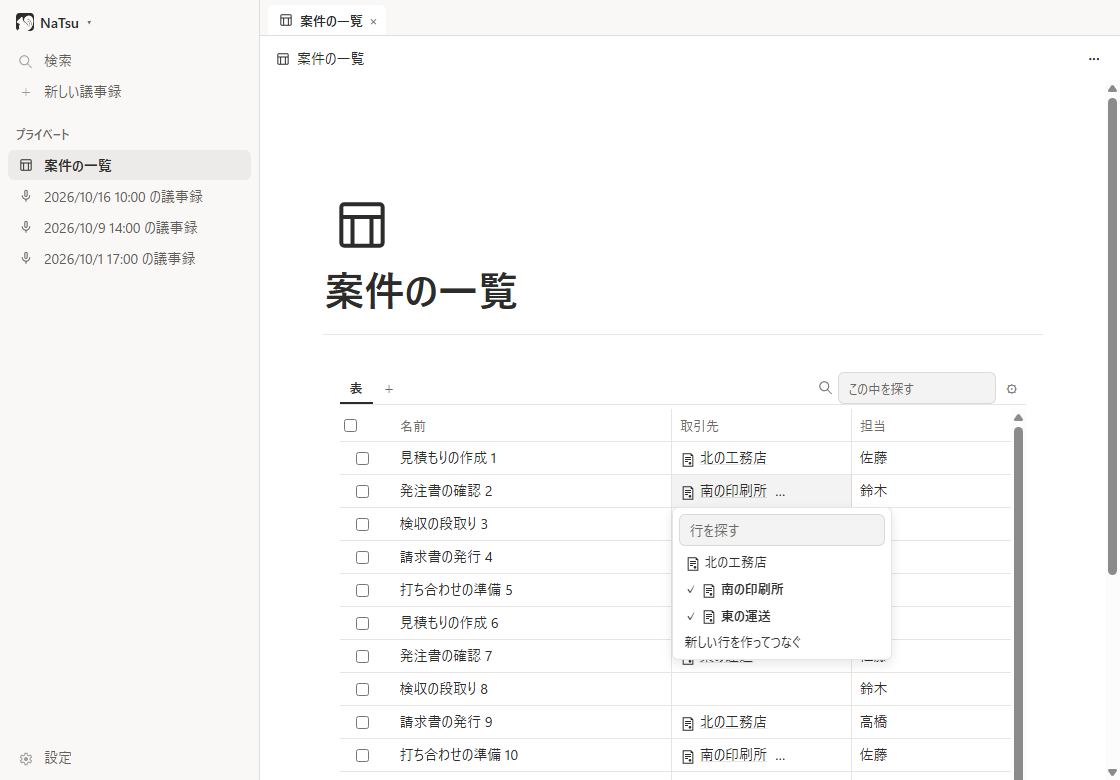 NaTsu
検索
新しい議事録
プライベート
案件の一覧
2026/10/16 10:00 の議事録
2026/10/9 14:00 の議事録
2026/10/1 17:00 の議事録
設定
案件の一覧
案件の一覧
案件の一覧
表
この中を探す
名前 取引先 担当
見積もりの作成 1 北の工務店 佐藤
発注書の確認 2 南の印刷所 ... 鈴木
検収の段取り 3
請求書の発行 4
打ち合わせの準備 5
見積もりの作成 6
発注書の確認 7
行を探す
北の工務店
✓ 南の印刷所
✓ 東の運送
新しい行を作ってつなぐ
検収の段取り 8 鈴木
請求書の発行 9 北の工務店 高橋
打ち合わせの準備 10 南の印刷所 ... 佐藤